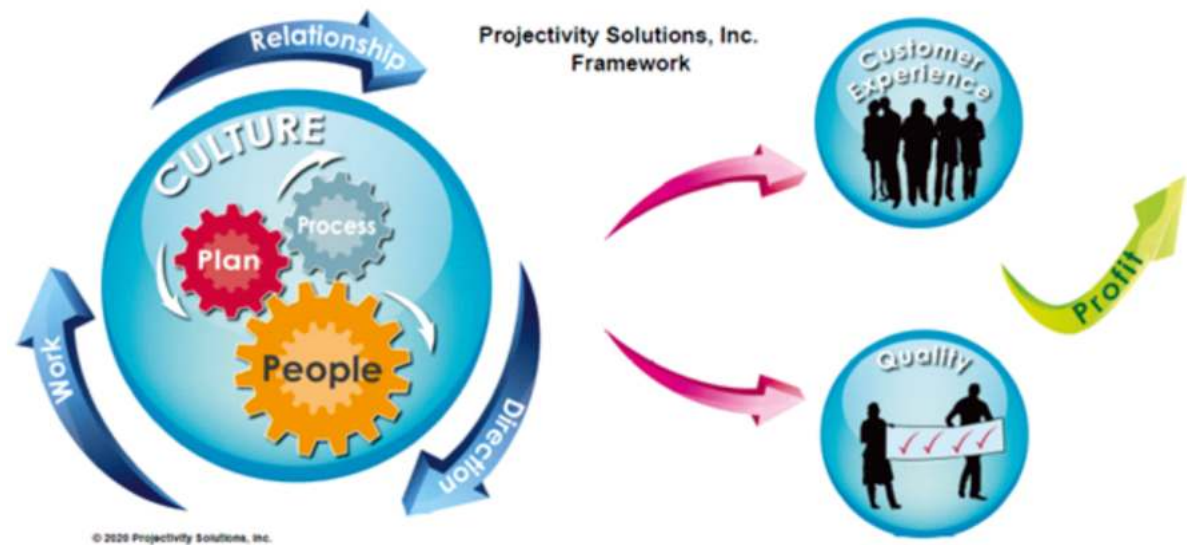 Projectivity Solutions, Inc.
Framework
Relationship
CULTURE
Process
Plan
People
Work
Direction
Customer
Experience
Quality
Profit
© 2020 Projectivity Solutions, Inc.